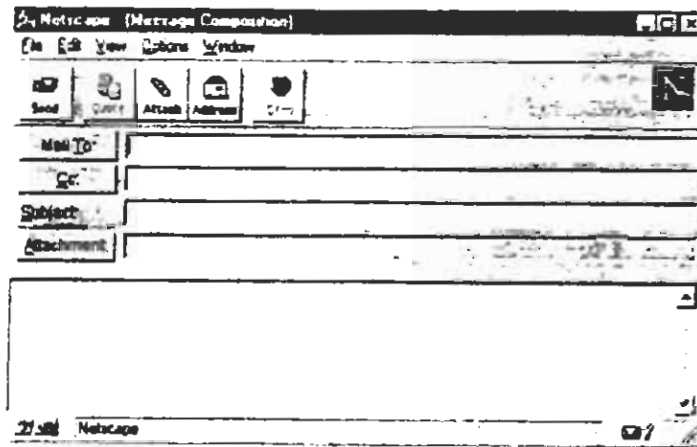 Netscape - [Message Composition]
File Edit View Options Window
Send Quote Attach Address Stop
Mail To:
Cc:
Subject:
Attachment:
Netscape